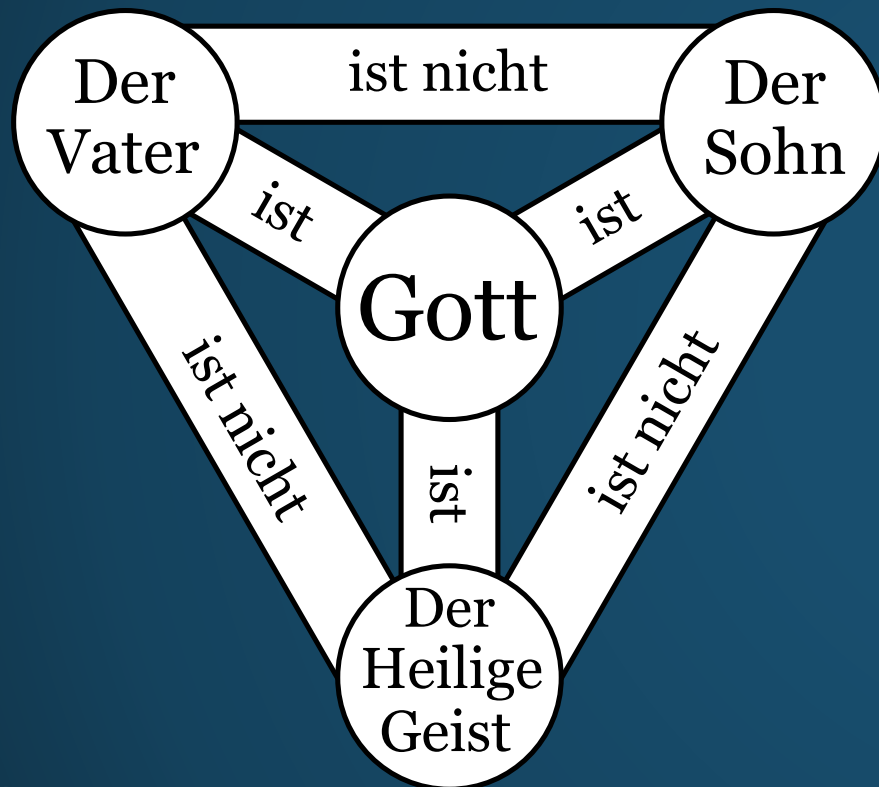 Der
Vater
ist nicht
Der
Sohn
ist
ist
Gott
ist nicht
ist
ist nicht
Der
Heilige
Geist